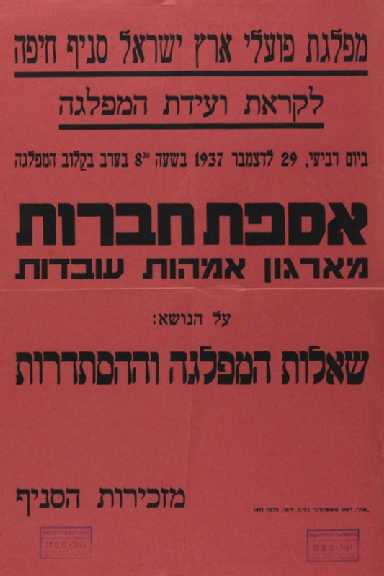 מפלגת פועלי ארץ ישראל סניף חיפה
לקראת ועידת המפלגה
ביום רביעי, 29 לדצמבר 1937 בשעה 8³⁰ בערב בקלוב המפלגה
אספת חברות
מארגון אמהות עובדות
על הנושא:
שאלות המפלגה וההסתדרות
מזכירות הסניף